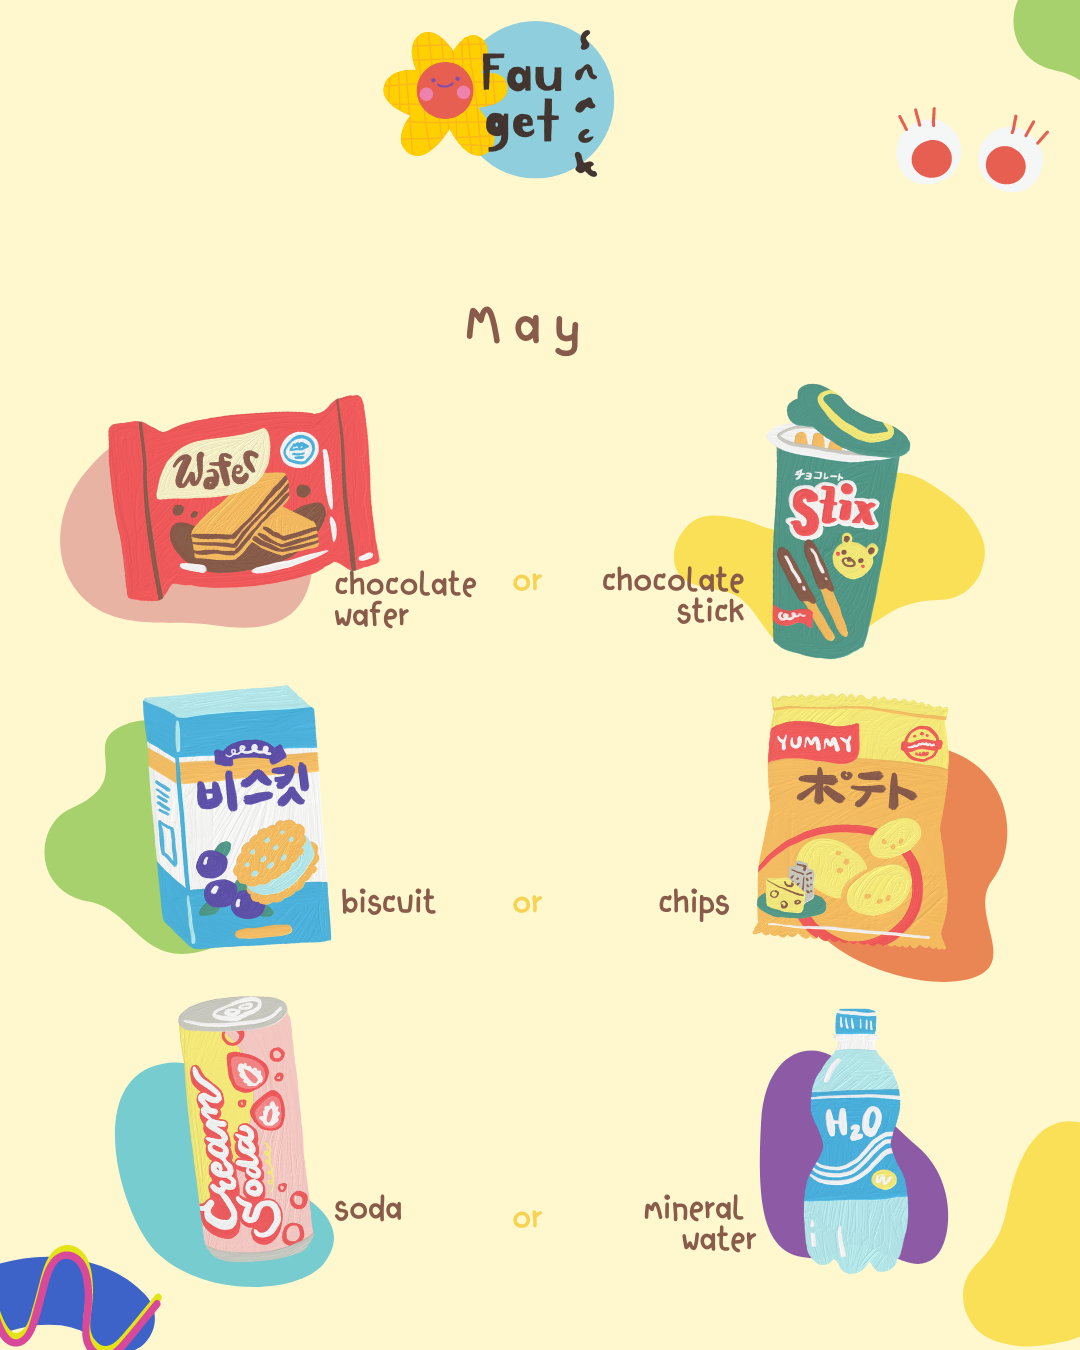 Fau
get
snack
May
Wafer
チョコレート
Stix
chocolate
wafer
or
chocolate
stick
비스킷
YUMMY
ポテト
biscuit
or
chips
Cream
Soda
H₂O
W
soda
or
mineral
water